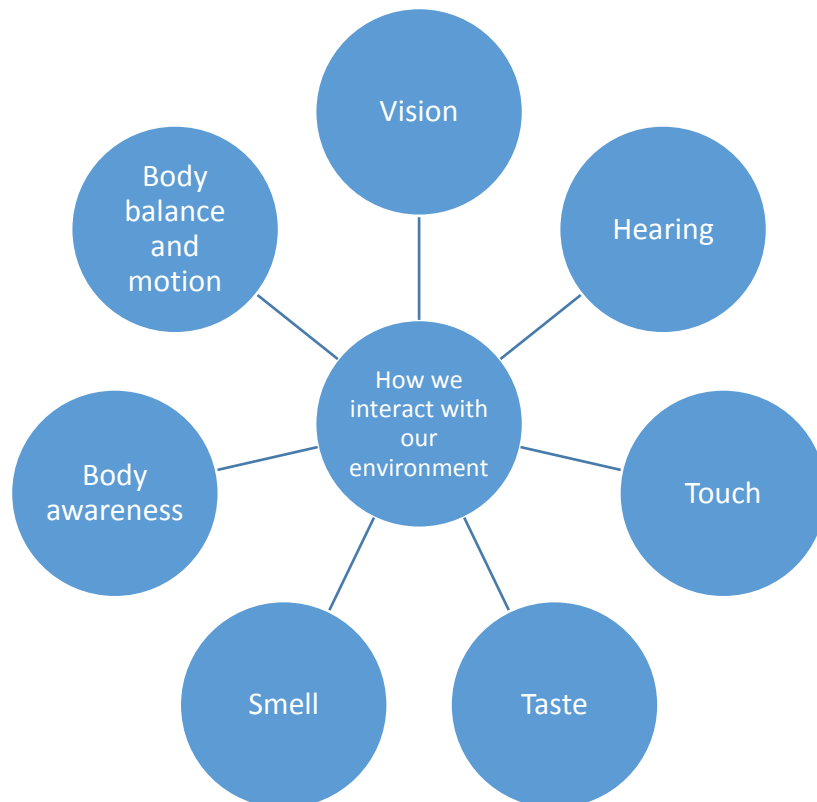 Vision
Hearing
Touch
Taste
Smell
Body
awareness
Body
balance
and
motion
How we
interact with
our
environment